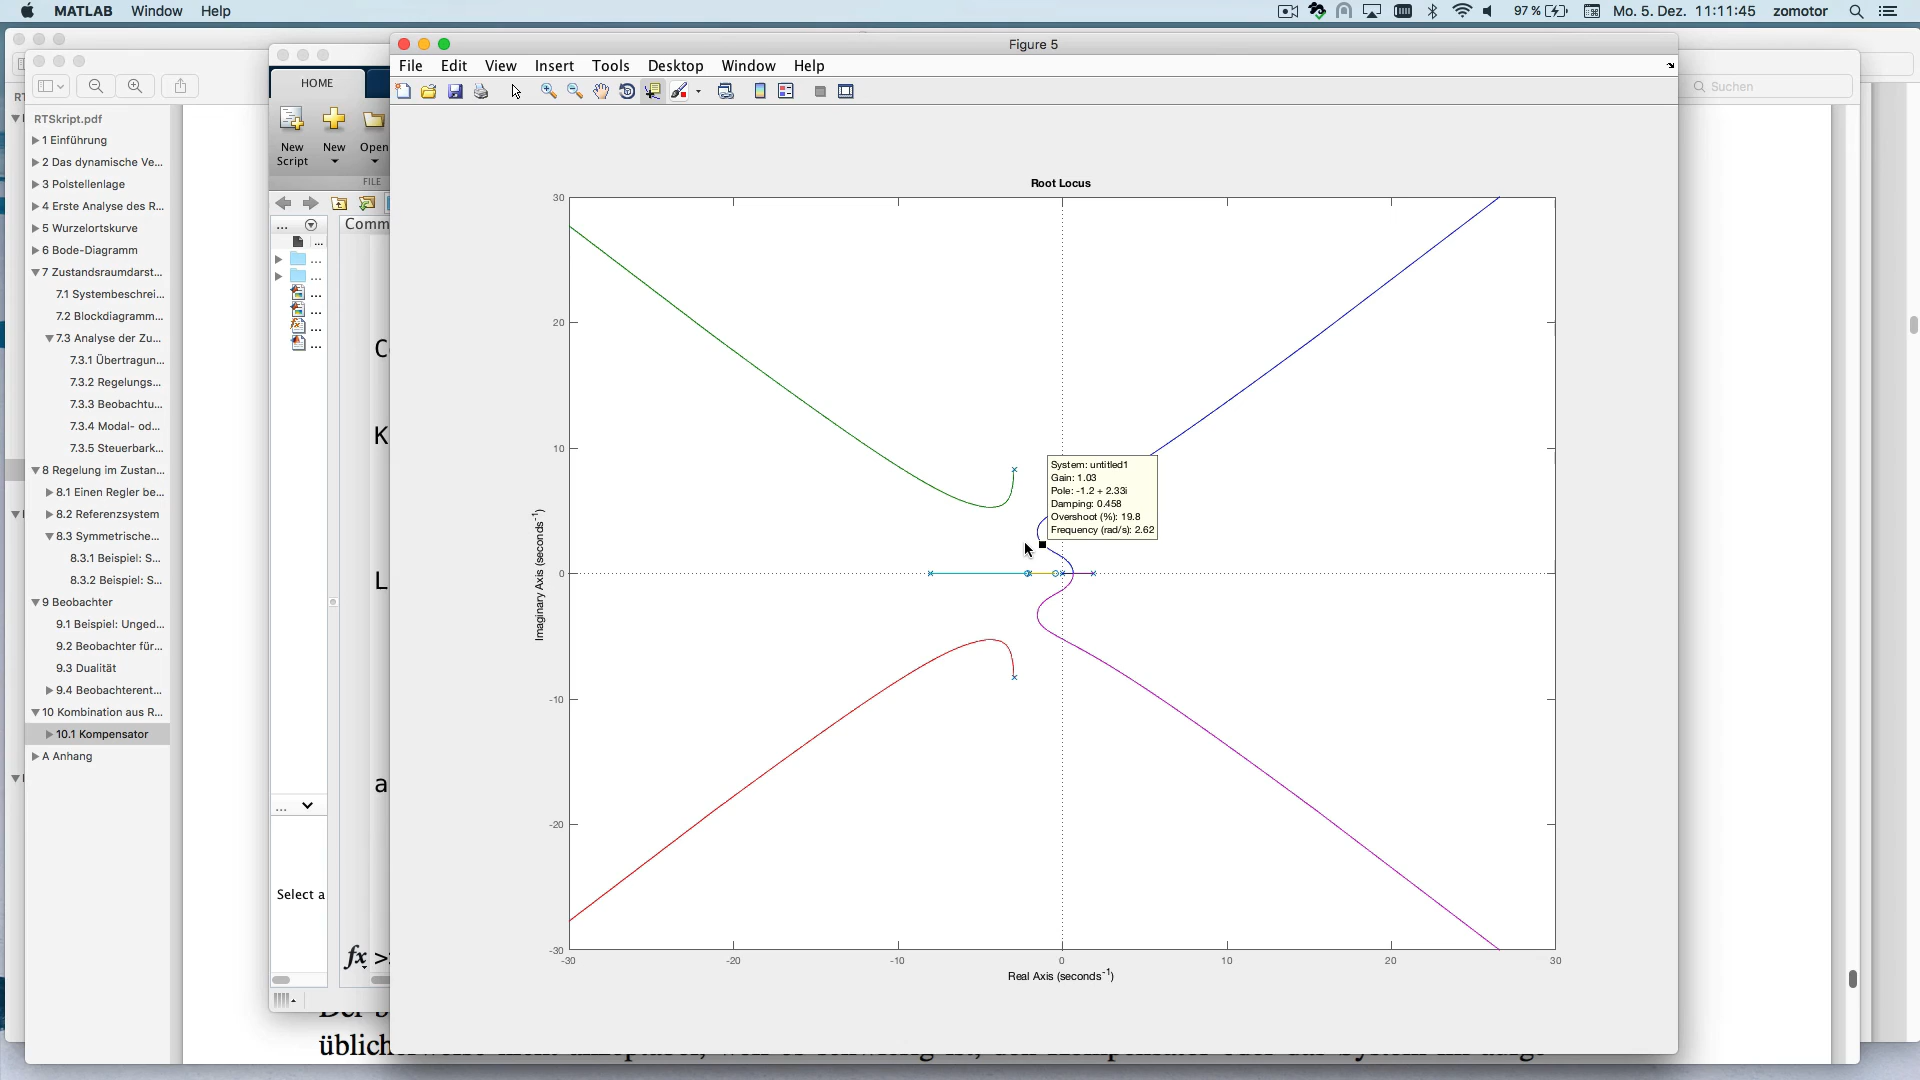 MATLAB Window Help
97 % Mo. 5. Dez. 11:11:45 zomotor
Figure 5
File Edit View Insert Tools Desktop Window Help
Suchen
HOME
New Script
New
Open
FILE
Comm
RTSkript.pdf
1 Einführung
2 Das dynamische Ve...
3 Polstellenlage
4 Erste Analyse des R...
5 Wurzelortskurve
6 Bode-Diagramm
7 Zustandsraumdarst...
7.1 Systembeschrei...
7.2 Blockdiagramm...
7.3 Analyse der Zu...
7.3.1 Übertragun...
7.3.2 Regelungs...
7.3.3 Beobachtu...
7.3.4 Modal- od...
7.3.5 Steuerbark...
8 Regelung im Zustan...
8.1 Einen Regler be...
8.2 Referenzsystem
8.3 Symmetrische...
8.3.1 Beispiel: S...
8.3.2 Beispiel: S...
9 Beobachter
9.1 Beispiel: Unged...
9.2 Beobachter für...
9.3 Dualität
9.4 Beobachterent...
10 Kombination aus R...
10.1 Kompensator
A Anhang
Select a
fx >
Root Locus
30
20
10
0
-10
-20
-30
Imaginary Axis (seconds⁻¹)
System: untitled1
Gain: 1.03
Pole: -1.2 + 2.33i
Damping: 0.458
Overshoot (%): 19.8
Frequency (rad/s): 2.62
-30 -20 -10 0 10 20 30
Real Axis (seconds⁻¹)